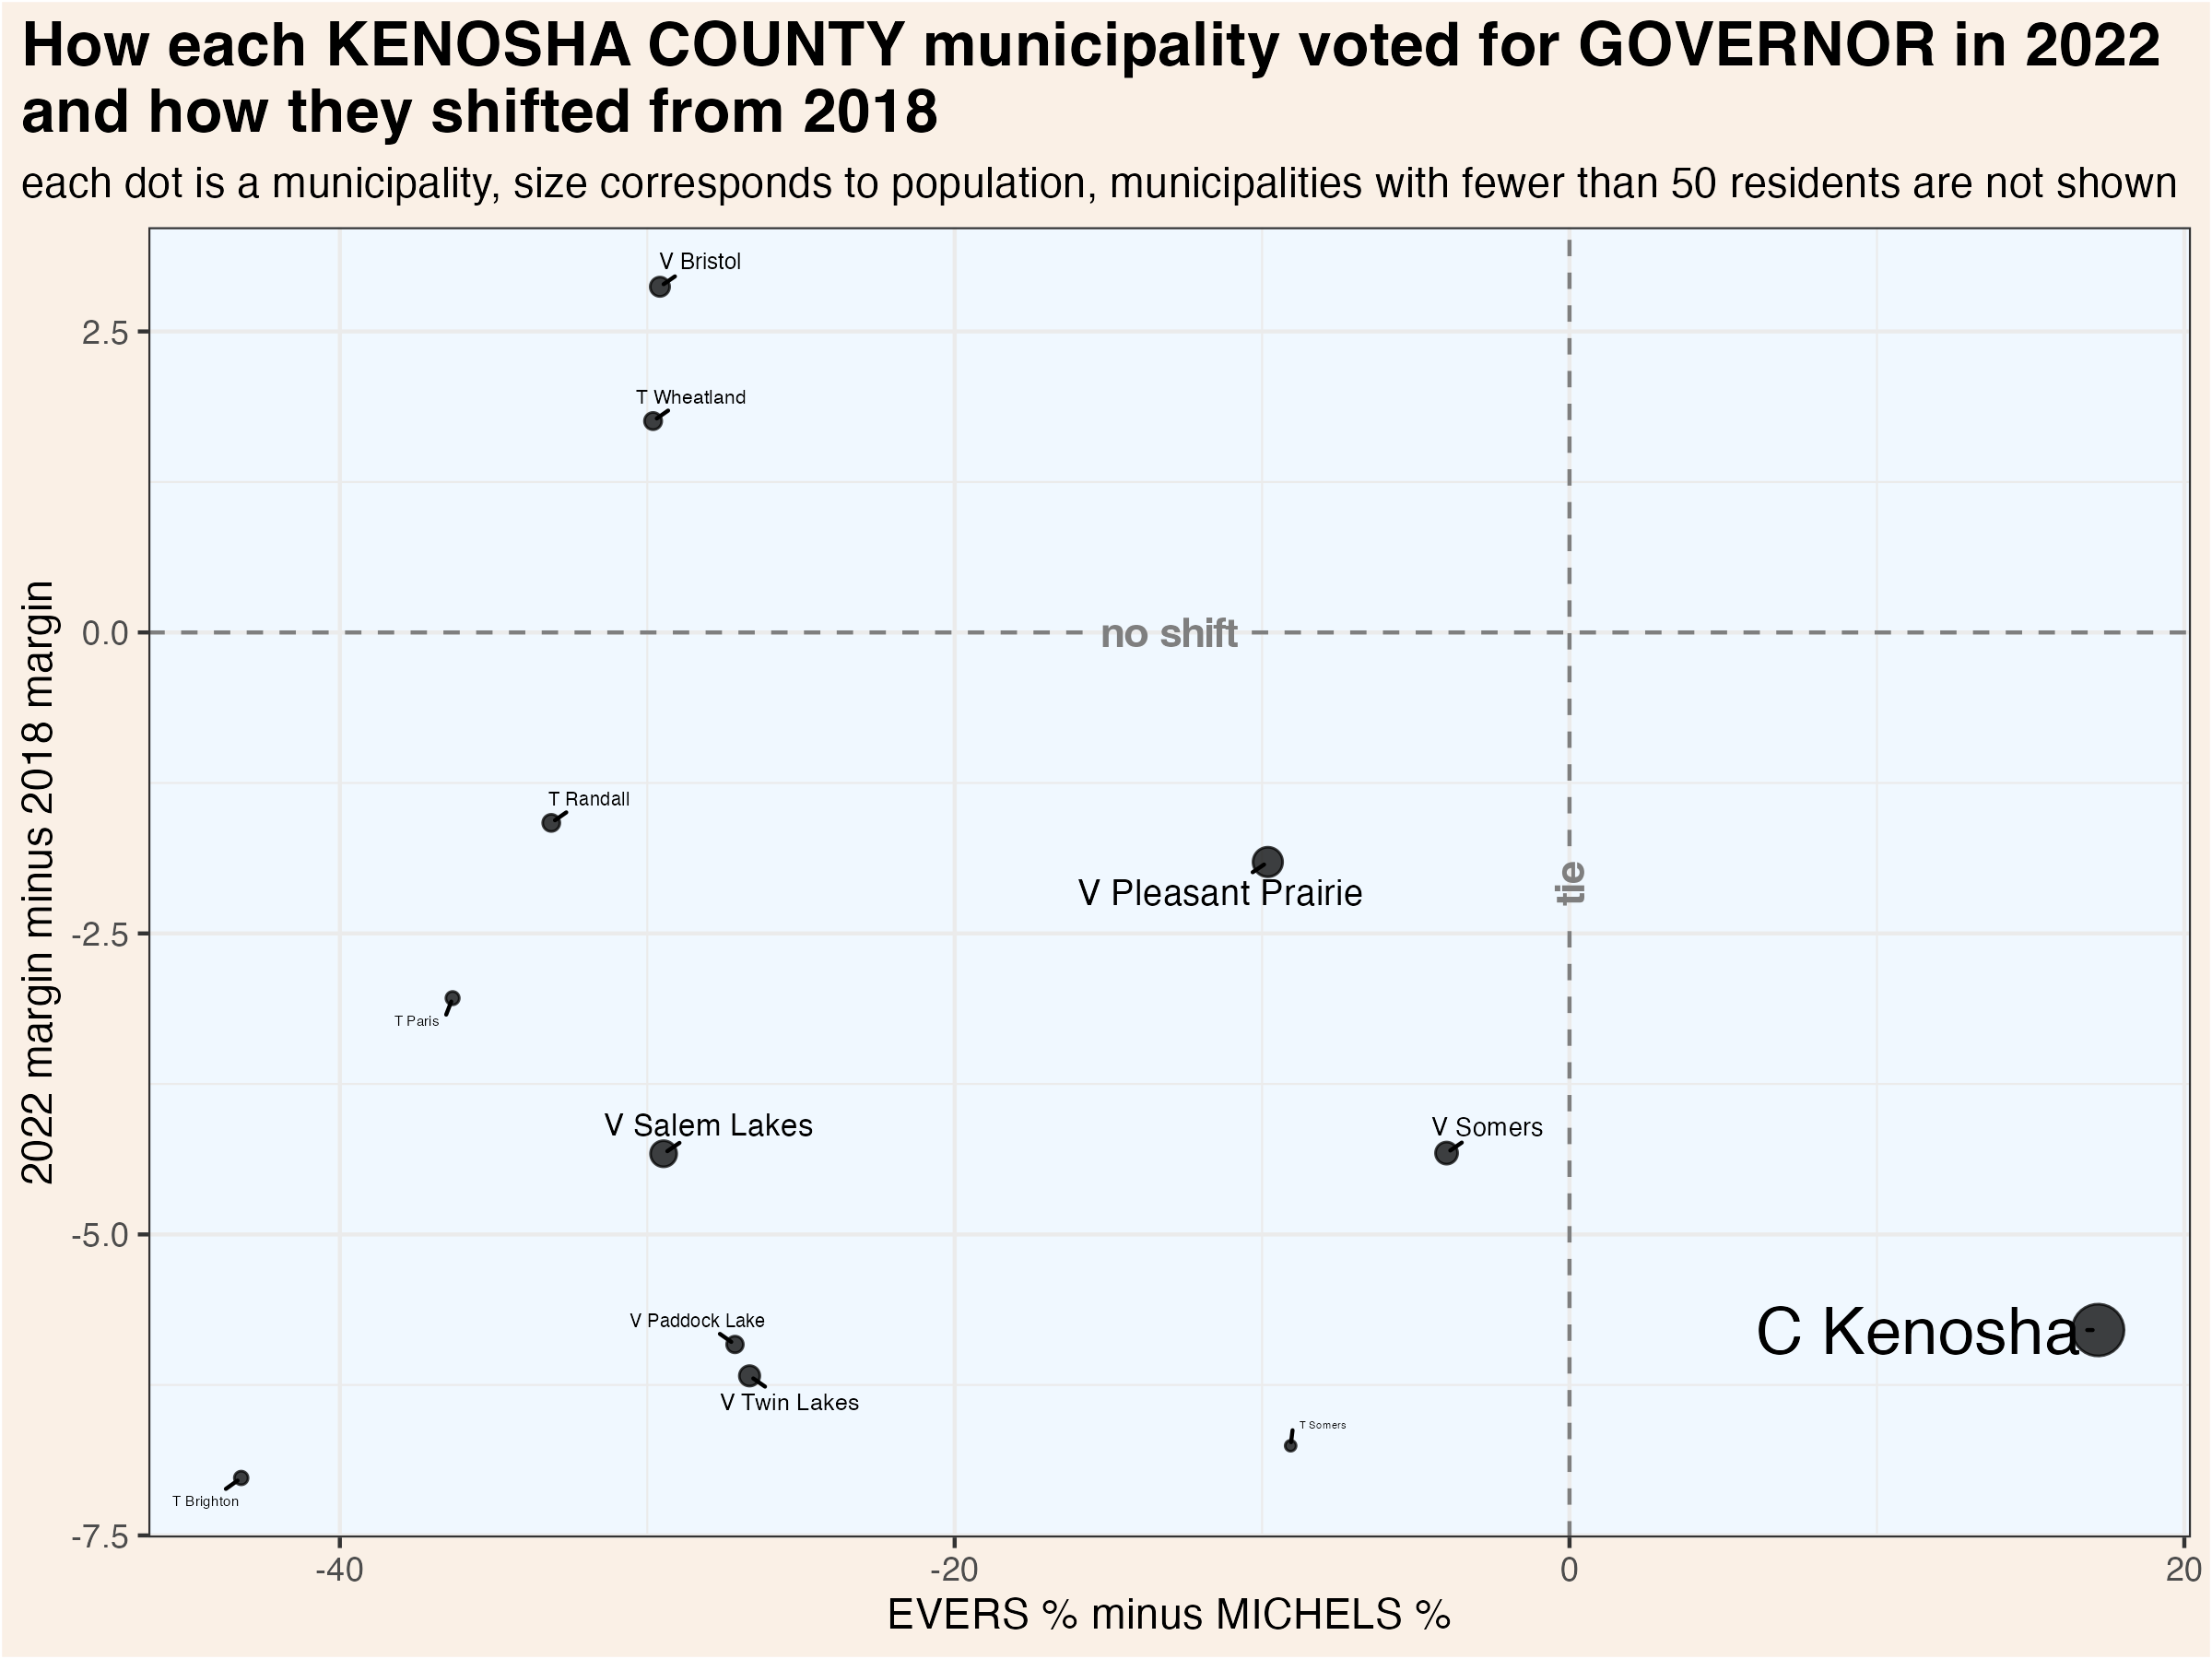 How each KENOSHA COUNTY municipality voted for GOVERNOR in 2022
and how they shifted from 2018
each dot is a municipality, size corresponds to population, municipalities with fewer than 50 residents are not shown
2022 margin minus 2018 margin
2.5
0.0
-2.5
-5.0
-7.5
V Bristol
T Wheatland
no shift
T Randall
V Pleasant Prairie
tie
T Paris
V Salem Lakes
V Somers
V Paddock Lake
C Kenosha
V Twin Lakes
T Somers
T Brighton
-40
-20
0
20
EVERS % minus MICHELS %